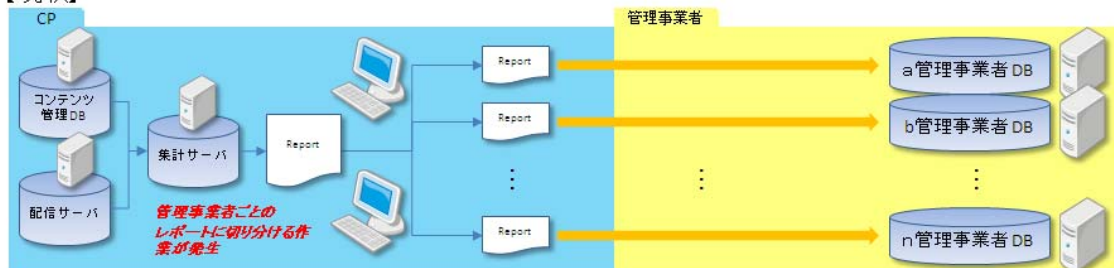 CP
管理事業者
コンテンツ
管理DB
配信サーバ
集計サーバ
Report
管理事業者ごとの
レポートに切り分ける作
業が発生
Report
Report
⋮
Report
⋮
a管理事業者DB
b管理事業者DB
⋮
n管理事業者DB